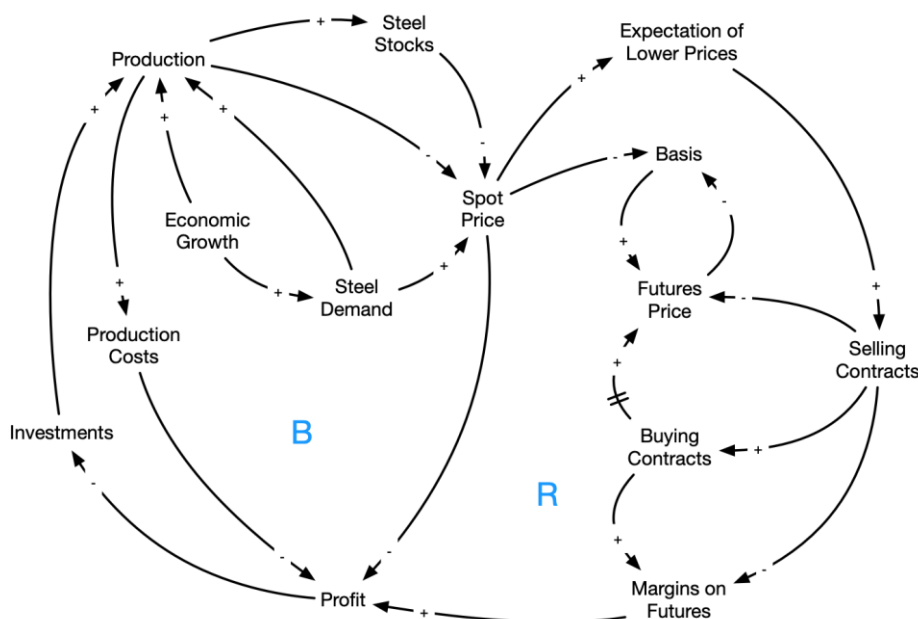 Steel
Stocks
Expectation of
Lower Prices
Production
+
+
+
+
+
-
-
Basis
-
-
Spot
Price
Economic
Growth
-
+
+
+
+
Steel
Demand
Futures
Price
+
-
Production
Costs
Selling
Contracts
+
Investments
B
Buying
Contracts
+
-
R
+
-
-
-
Profit
+
Margins on
Futures